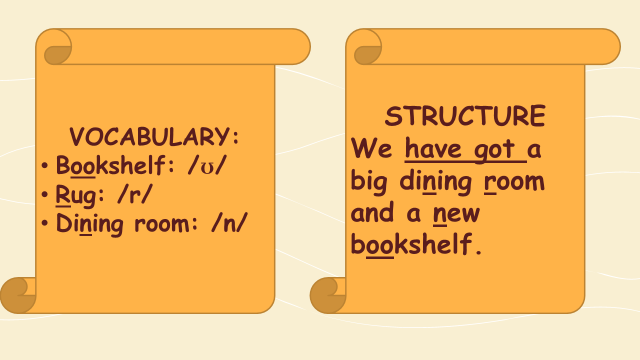 VOCABULARY:
• Bookshelf: /ʊ/
• Rug: /r/
• Dining room: /n/
STRUCTURE
We have got a
big dining room
and a new
bookshelf.